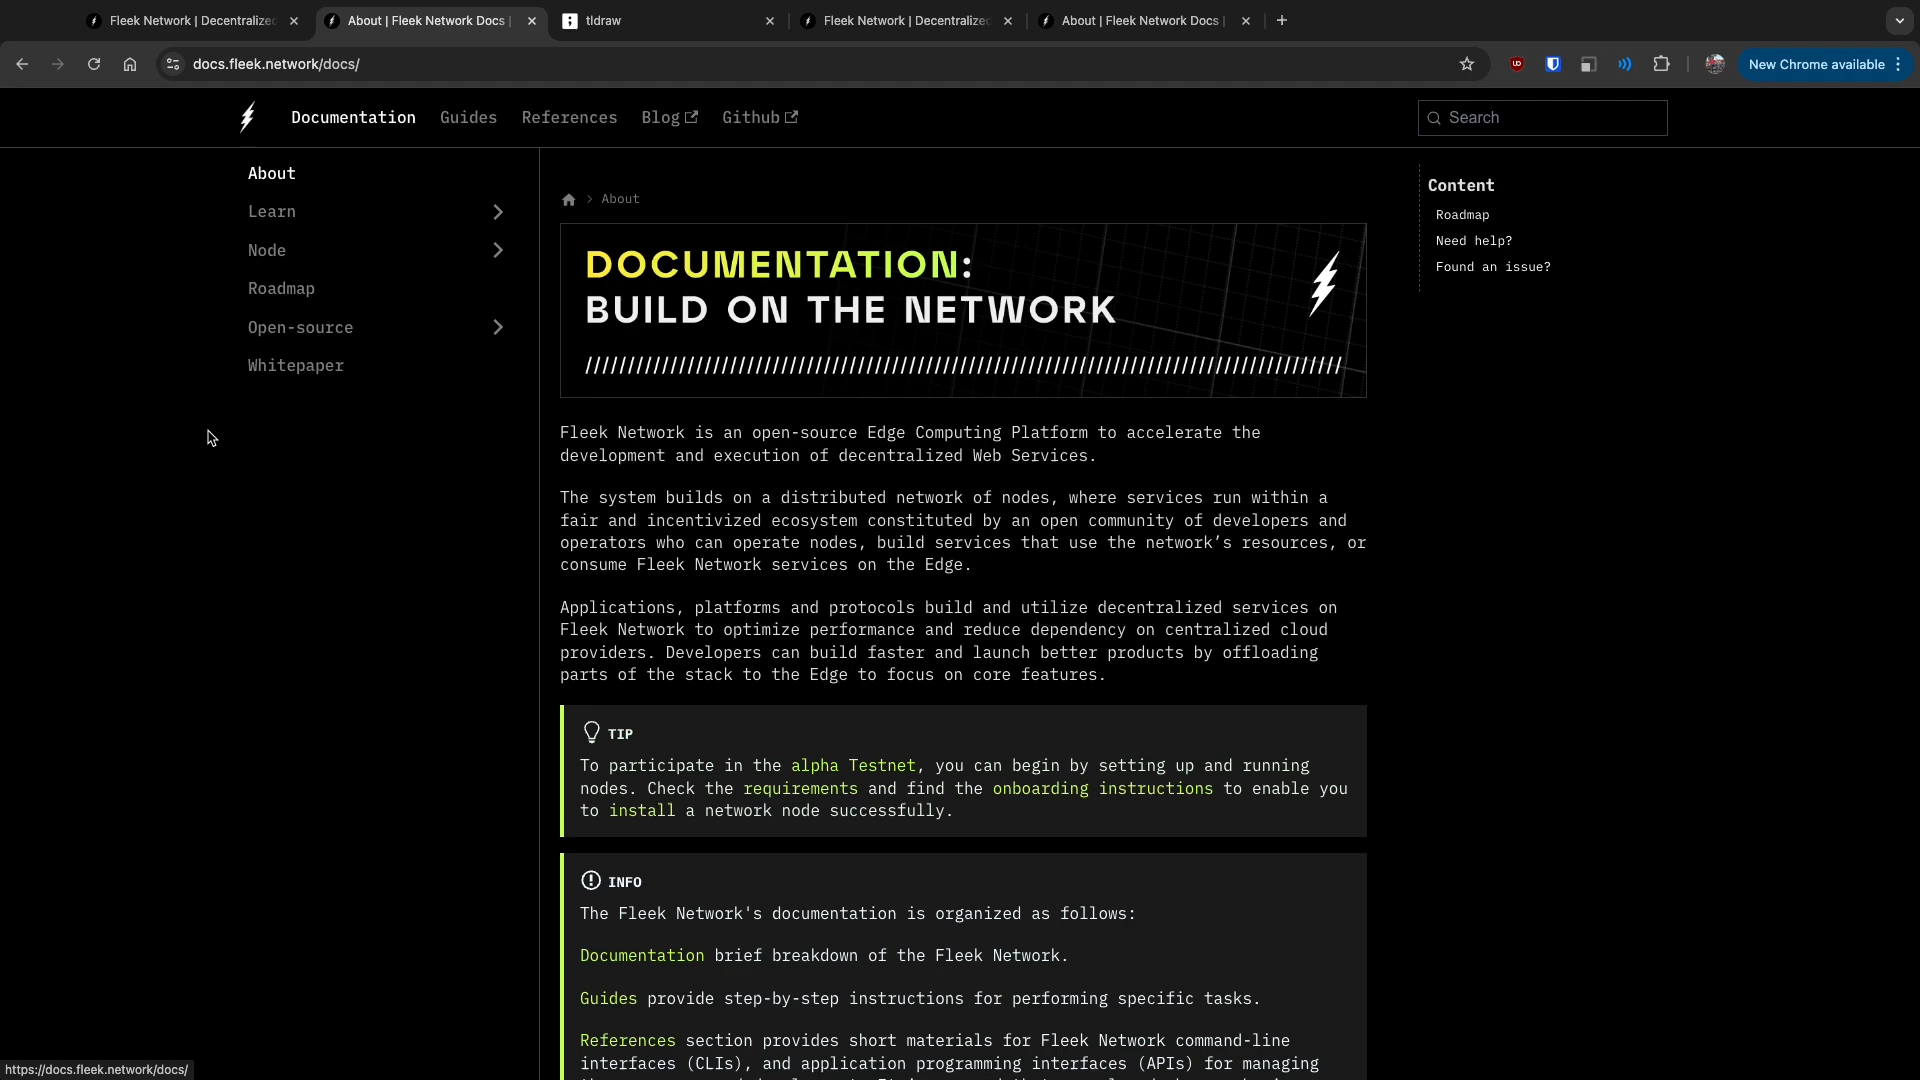 Fleek Network | Decentralized
About | Fleek Network Docs |
tldraw
Fleek Network | Decentralized
About | Fleek Network Docs |
docs.fleek.network/docs/
New Chrome available
Documentation
Guides
References
Blog
Github
Search
About
Learn
Node
Roadmap
Open-source
Whitepaper
About
DOCUMENTATION:
BUILD ON THE NETWORK
Fleek Network is an open-source Edge Computing Platform to accelerate the
development and execution of decentralized Web Services.
The system builds on a distributed network of nodes, where services run within a
fair and incentivized ecosystem constituted by an open community of developers and
operators who can operate nodes, build services that use the network’s resources, or
consume Fleek Network services on the Edge.
Applications, platforms and protocols build and utilize decentralized services on
Fleek Network to optimize performance and reduce dependency on centralized cloud
providers. Developers can build faster and launch better products by offloading
parts of the stack to the Edge to focus on core features.
TIP
To participate in the alpha Testnet, you can begin by setting up and running
nodes. Check the requirements and find the onboarding instructions to enable you
to install a network node successfully.
INFO
The Fleek Network's documentation is organized as follows:
Documentation brief breakdown of the Fleek Network.
Guides provide step-by-step instructions for performing specific tasks.
References section provides short materials for Fleek Network command-line
interfaces (CLIs), and application programming interfaces (APIs) for managing
Content
Roadmap
Need help?
Found an issue?
https://docs.fleek.network/docs/